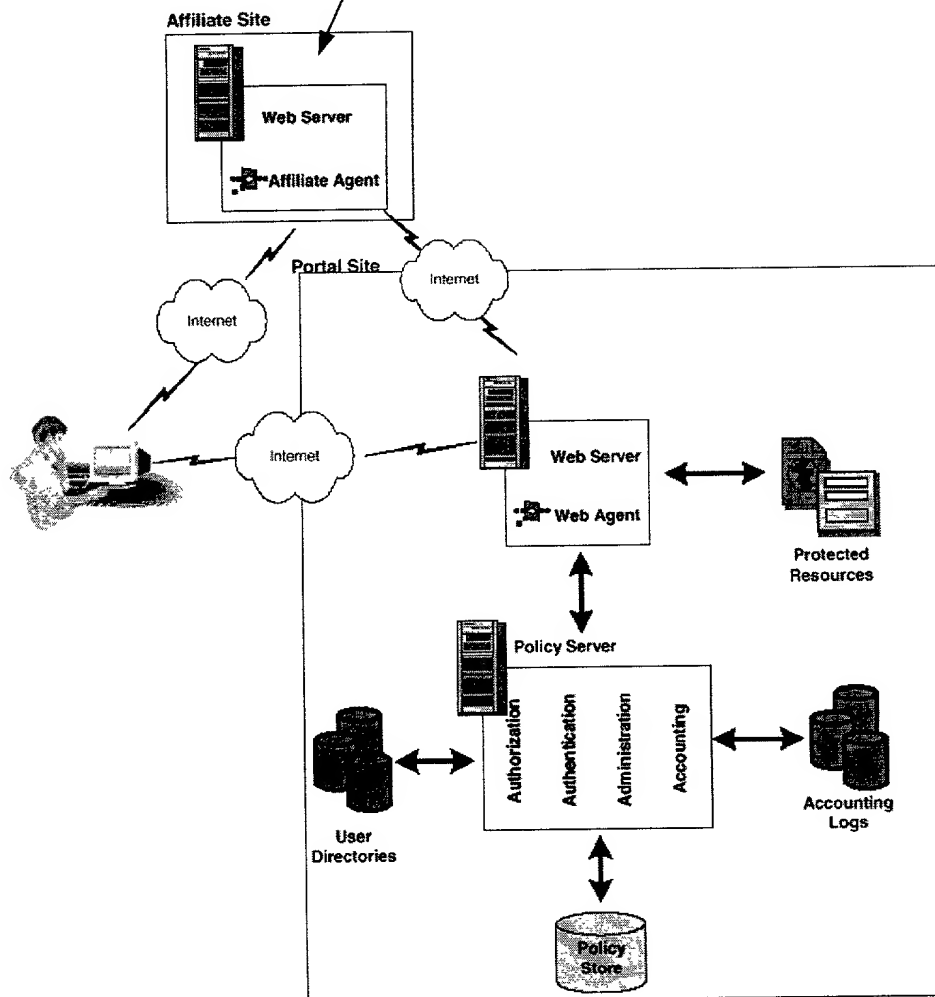 Affiliate Site
Web Server
Affiliate Agent
Portal Site
Internet
Internet
Internet
Web Server
Web Agent
Protected
Resources
Policy Server
Authorization
Authentication
Administration
Accounting
User
Directories
Accounting
Logs
Policy
Store